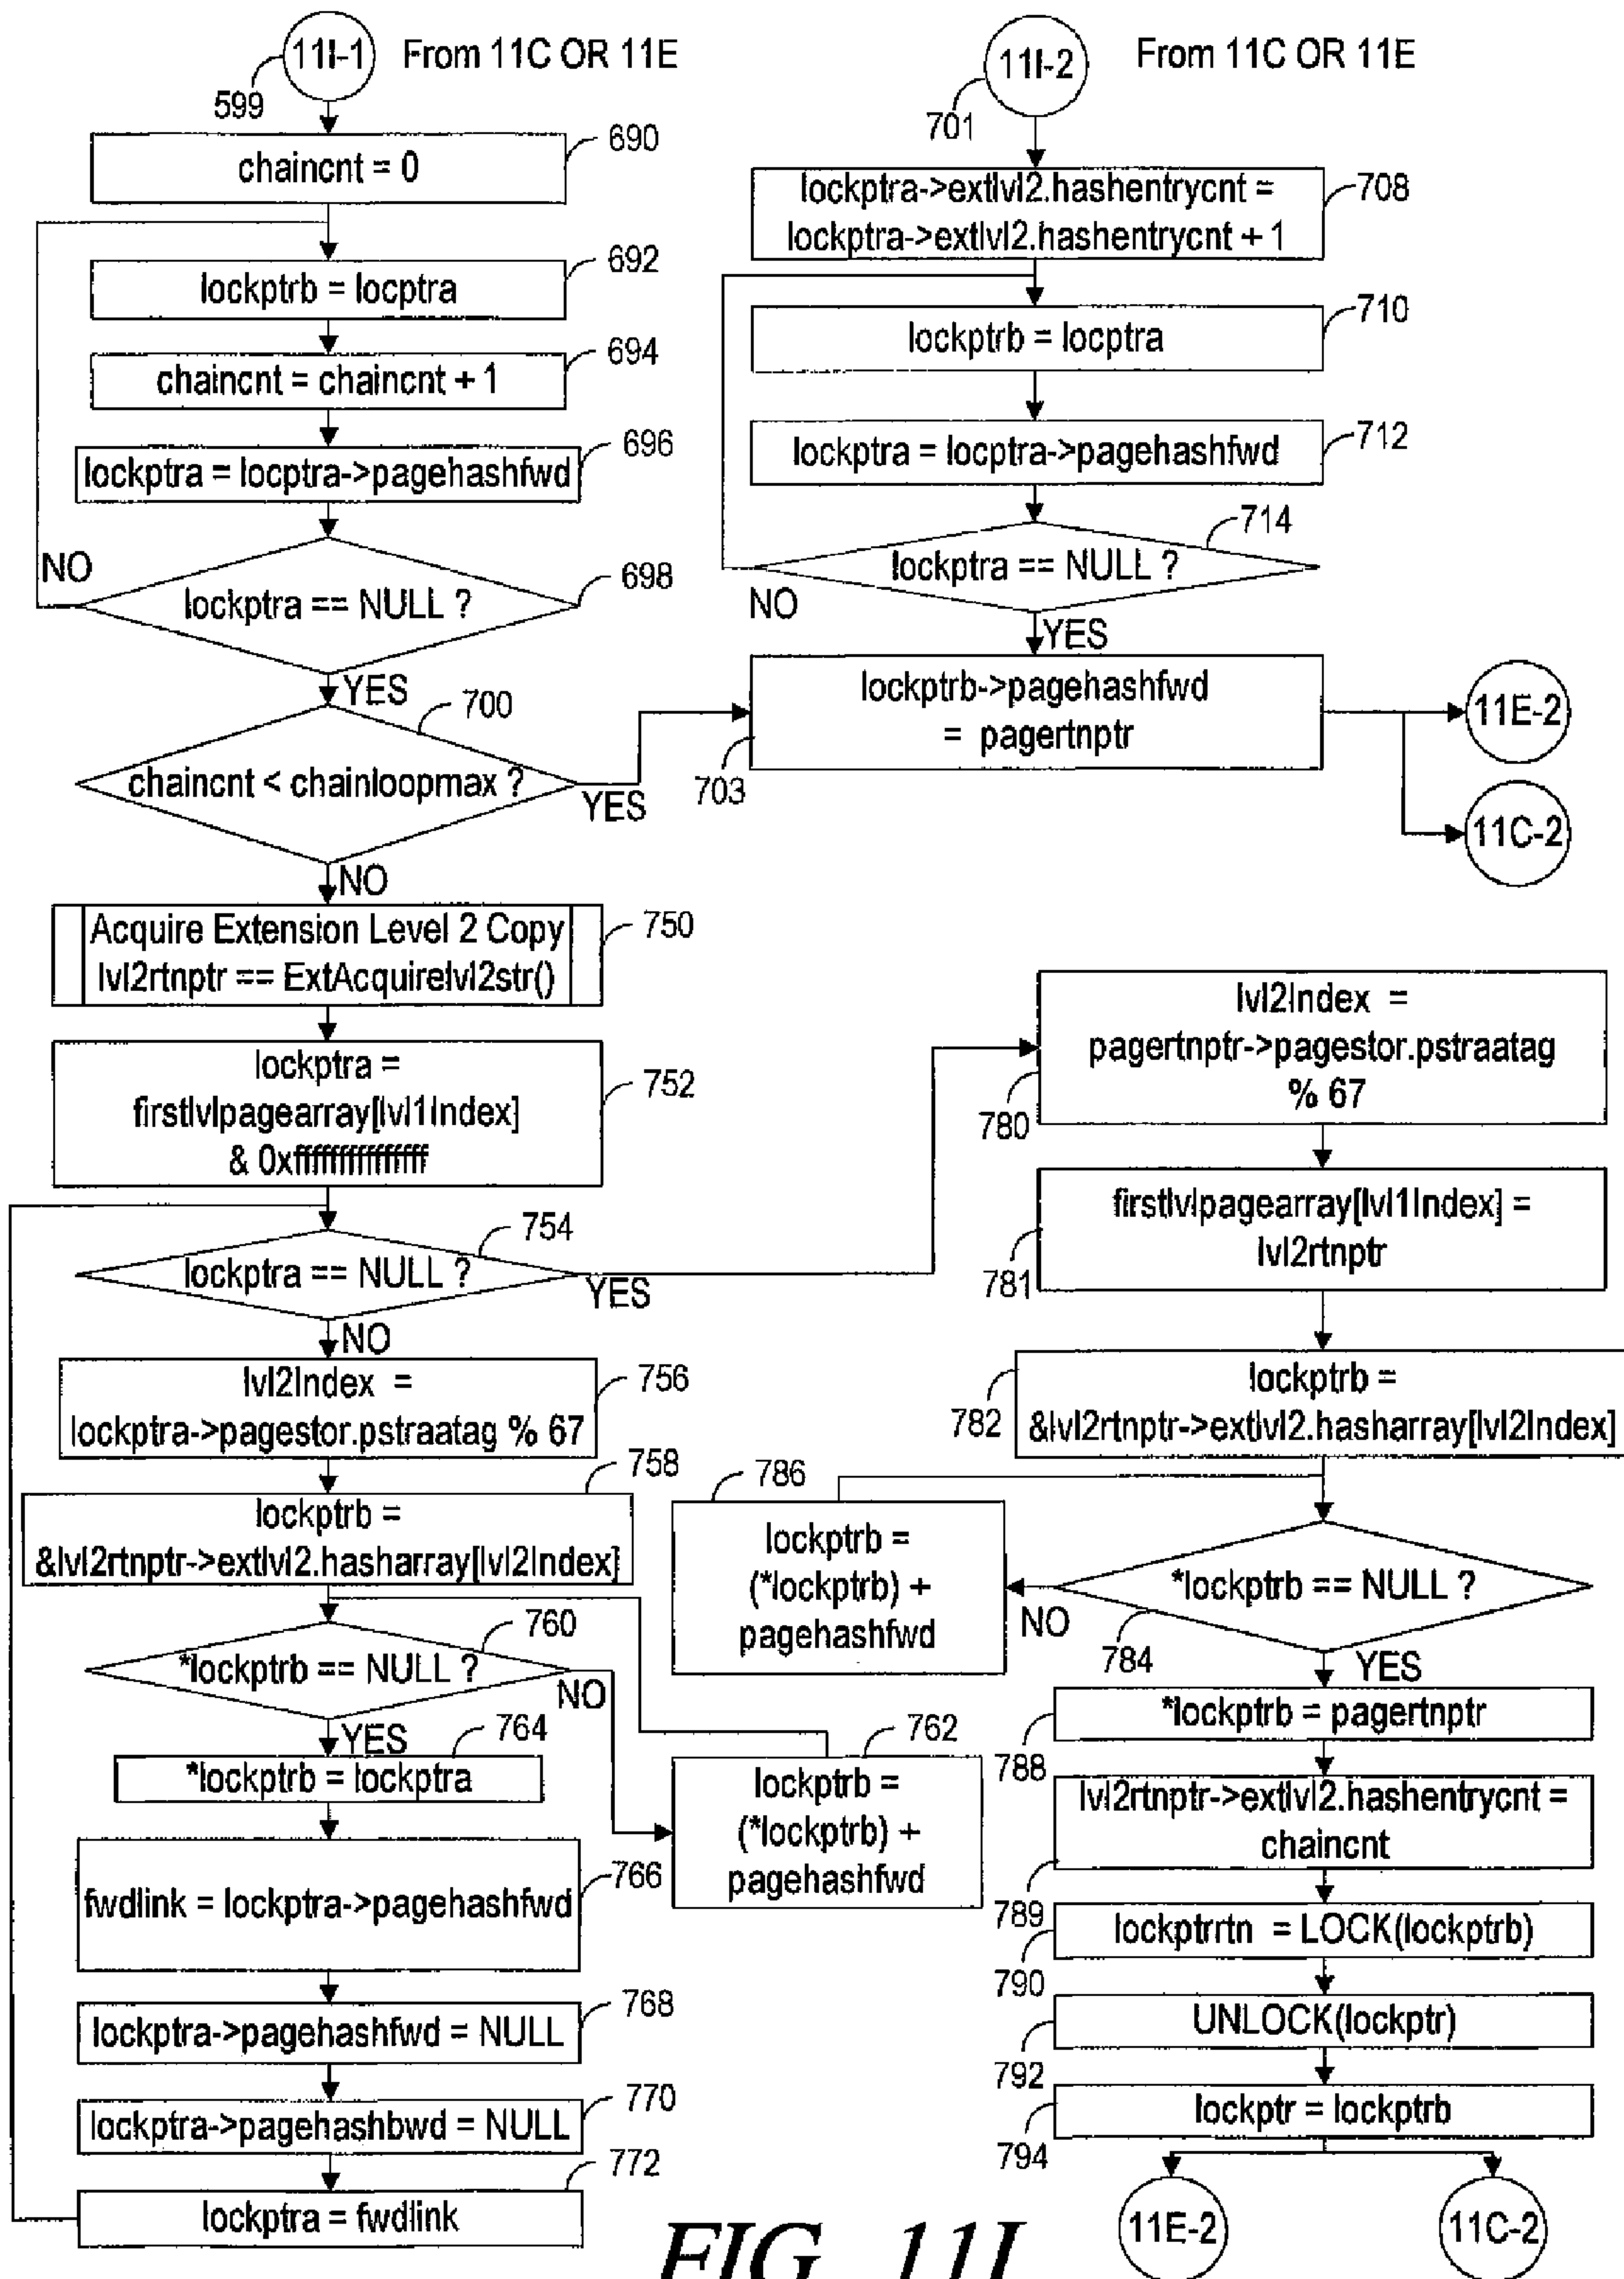 11I-1
From 11C OR 11E
599
690
chaincnt = 0
692
lockptrb = locptra
694
chaincnt = chaincnt + 1
696
lockptra = locptra->pagehashfwd
NO
698
lockptra == NULL ?
YES
700
chaincnt < chainloopmax ?
YES
NO
11I-2
From 11C OR 11E
701
lockptra->extlvl2.hashentrycnt =
lockptra->extlvl2.hashentrycnt + 1
708
710
lockptrb = locptra
712
lockptra = locptra->pagehashfwd
714
lockptra == NULL ?
NO
YES
lockptrb->pagehashfwd
= pagertnptr
703
11E-2
11C-2
Acquire Extension Level 2 Copy
lvl2rtnptr == ExtAcquirelvl2str()
750
lockptra =
firstlvlpagearray[lvl1Index]
752
754
lockptra == NULL ?
YES
NO
lvl2Index =
lockptra->pagestor.pstraatag % 67
756
758
lockptrb =
&lvl2rtnptr->extlvl2.hasharray[lvl2Index]
760
*lockptrb == NULL ?
NO
YES
764
*lockptrb = lockptra
762
lockptrb =
(*lockptrb) +
pagehashfwd
fwdlink = lockptra->pagehashfwd
766
768
lockptra->pagehashfwd = NULL
770
lockptra->pagehashbwd = NULL
772
lockptra = fwdlink
lvl2Index =
pagertnptr->pagestor.pstraatag
% 67
780
firstlvlpagearray[lvl1Index] =
lvl2rtnptr
781
lockptrb =
&lvl2rtnptr->extlvl2.hasharray[lvl2Index]
782
786
lockptrb =
(*lockptrb) +
pagehashfwd
*lockptrb == NULL ?
NO
784
YES
*lockptrb = pagertnptr
788
lvl2rtnptr->extlvl2.hashentrycnt =
chaincnt
789
lockptrrtn = LOCK(lockptrb)
790
UNLOCK(lockptr)
792
lockptr = lockptrb
794
11E-2
11C-2
FIG. 11I